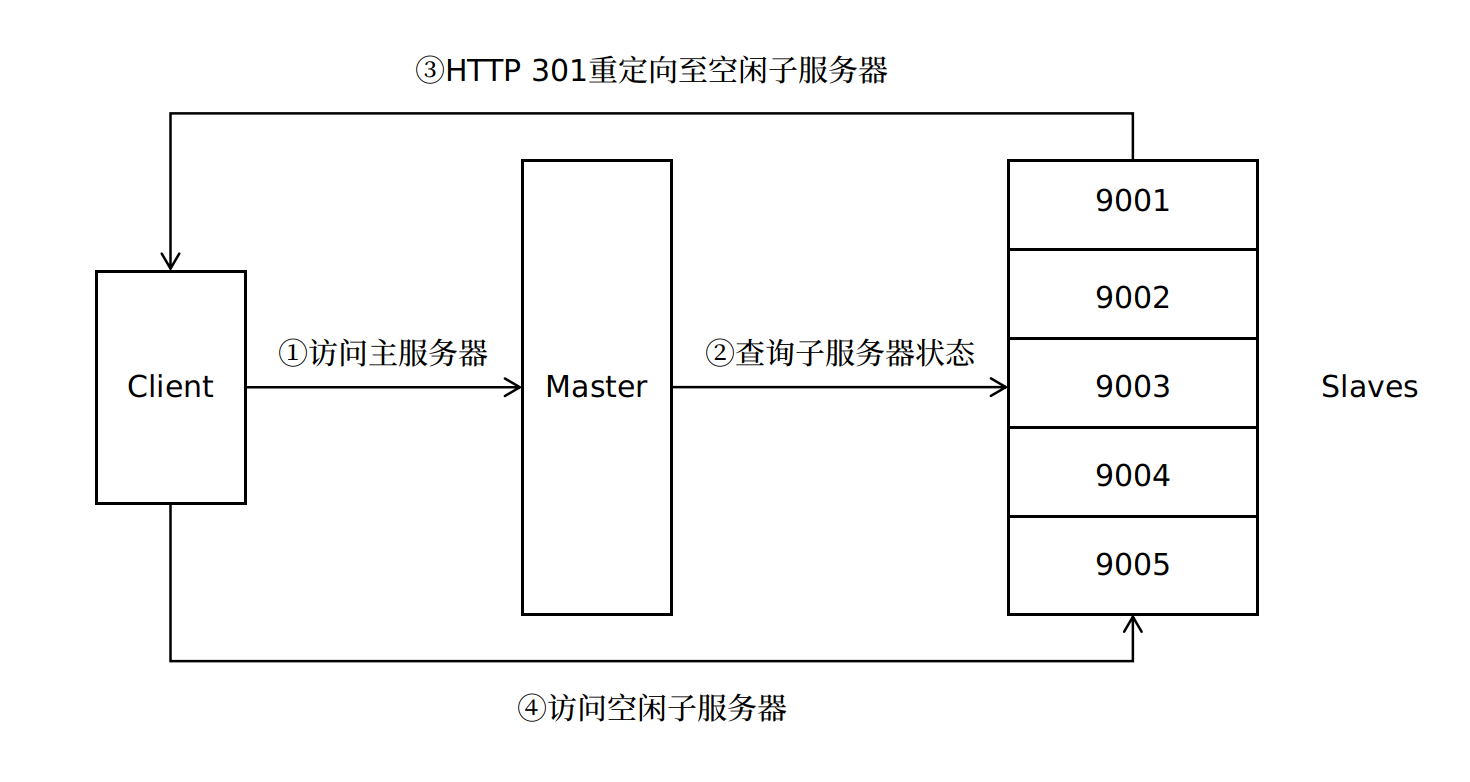 ③HTTP 301重定向至空闲子服务器
9001
9002
①访问主服务器
②查询子服务器状态
Client
Master
9003
Slaves
9004
9005
④访问空闲子服务器